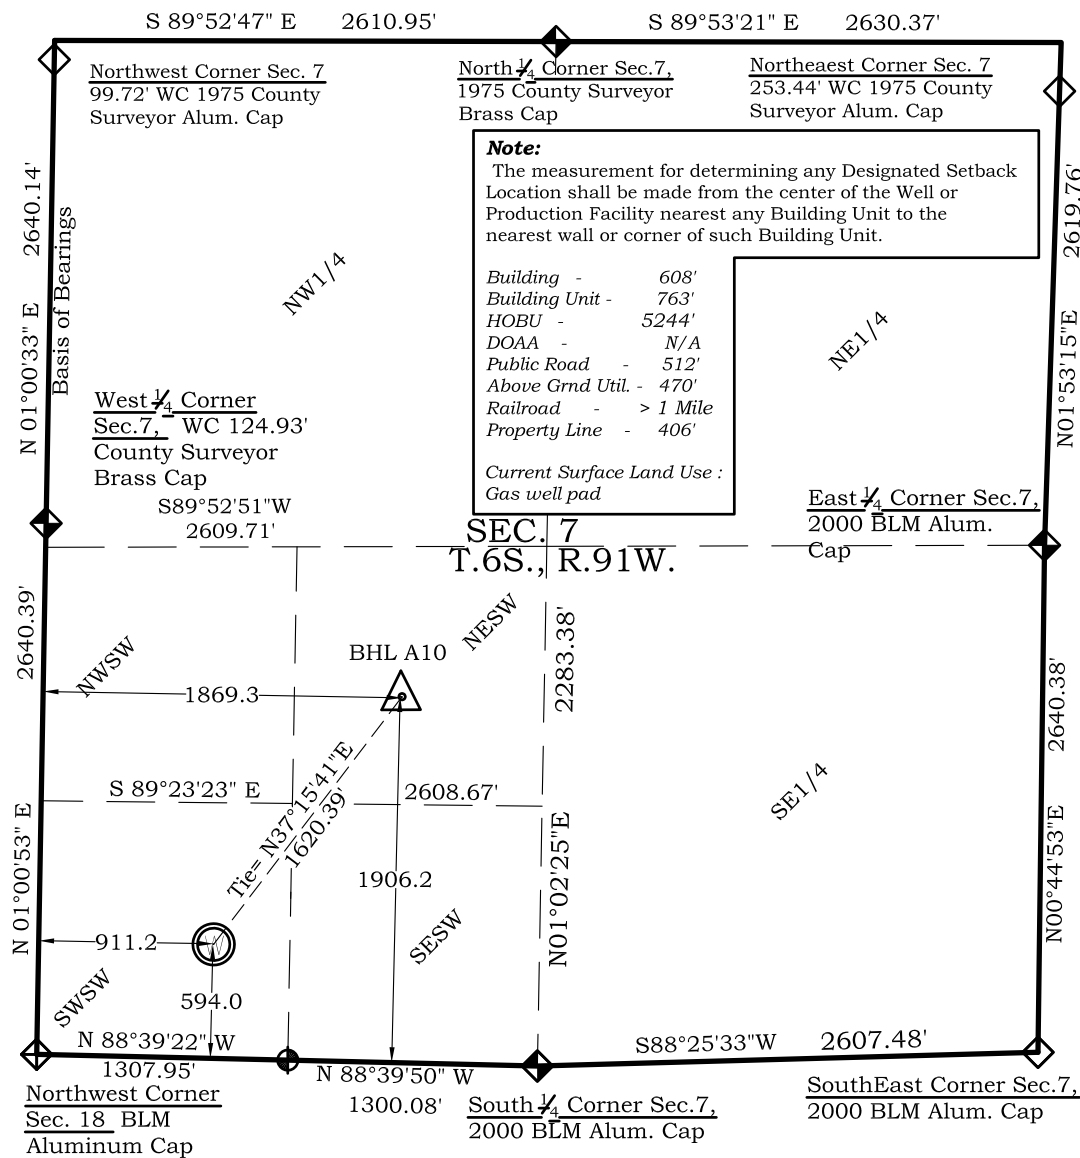 S 89°52'47" E 2610.95' S 89°53'21" E 2630.37'
Northwest Corner Sec. 7
99.72' WC 1975 County
Surveyor Alum. Cap
North 1/4 Corner Sec.7,
1975 County Surveyor
Brass Cap
Northeaest Corner Sec. 7
253.44' WC 1975 County
Surveyor Alum. Cap
Note:
The measurement for determining any Designated Setback
Location shall be made from the center of the Well or
Production Facility nearest any Building Unit to the
nearest wall or corner of such Building Unit.
Building - 608'
Building Unit - 763'
HOBU - 5244'
DOAA - N/A
Public Road - 512'
Above Grnd Util. - 470'
Railroad - > 1 Mile
Property Line - 406'
Current Surface Land Use :
Gas well pad
N 01°00'33" E 2640.14'
Basis of Bearings
NW1/4
NE1/4
N01°53'15"E 2619.76'
West 1/4 Corner
Sec.7, WC 124.93'
County Surveyor
Brass Cap
S89°52'51"W
2609.71'
East 1/4 Corner Sec.7,
2000 BLM Alum.
Cap
SEC. 7
T.6S., R.91W.
N 01°00'53" E 2640.39'
NWSW
NESW
BHL A10
1869.3
N01°02'25"E 2283.38'
N00°44'53"E 2640.38'
S 89°23'23" E 2608.67'
Tie= N37°15'41"E
1620.39'
SE1/4
1906.2
911.2
W
SESW
SWSW
594.0
N 88°39'22" W
1307.95'
N 88°39'50" W
1300.08'
S88°25'33"W 2607.48'
Northwest Corner
Sec. 18 BLM
Aluminum Cap
South 1/4 Corner Sec.7,
2000 BLM Alum. Cap
SouthEast Corner Sec.7,
2000 BLM Alum. Cap